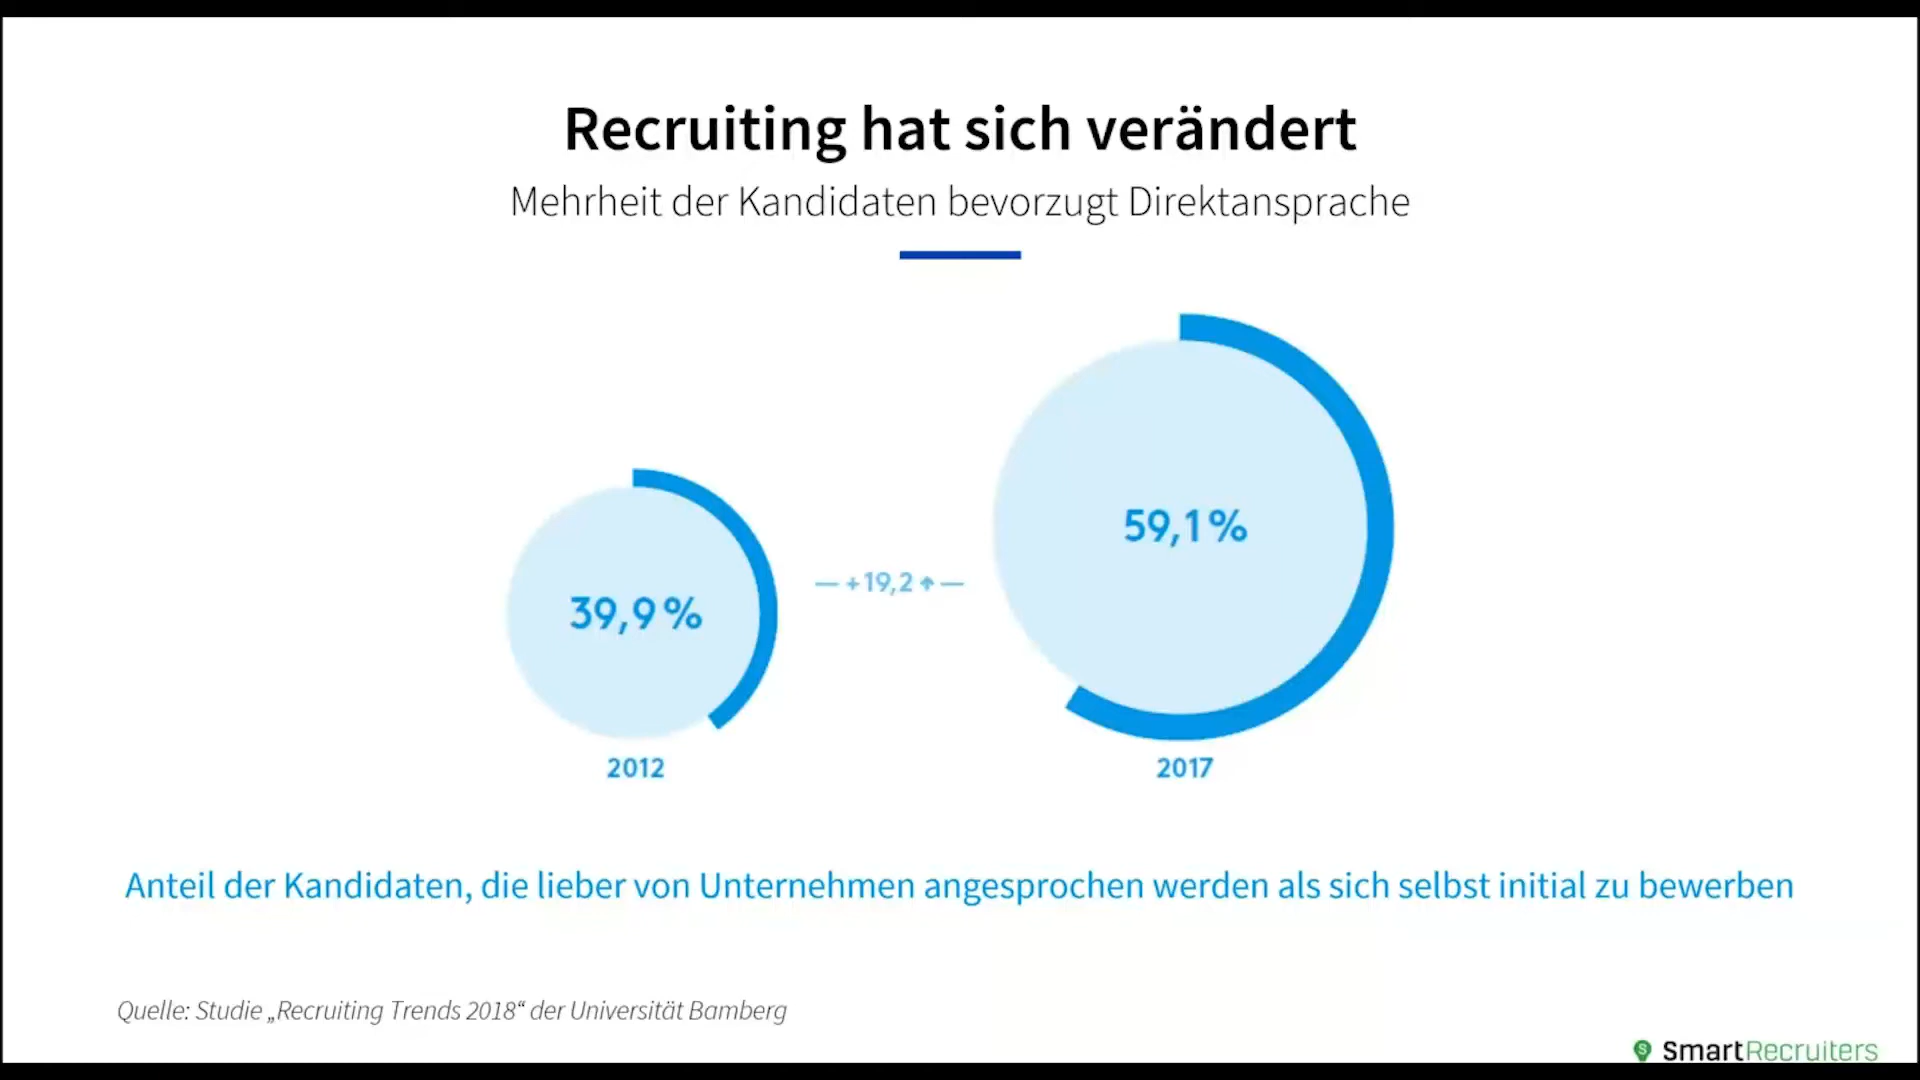 Recruiting hat sich verändert
Mehrheit der Kandidaten bevorzugt Direktansprache
59,1%
39,9%
+19,2
2012
2017
Anteil der Kandidaten, die lieber von Unternehmen angesprochen werden als sich selbst initial zu bewerben
Quelle: Studie „Recruiting Trends 2018“ der Universität Bamberg
SmartRecruiters